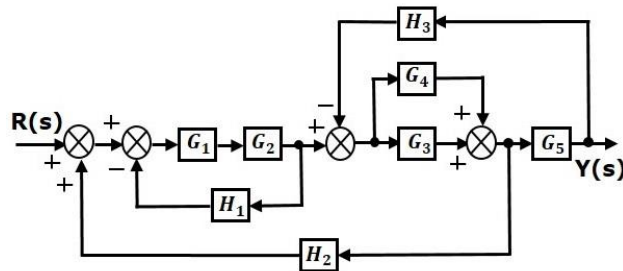 H₃
−
G₄
+
R(s)
+
+
+
−
G₁
G₂
+
G₃
+
G₅
Y(s)
H₁
H₂